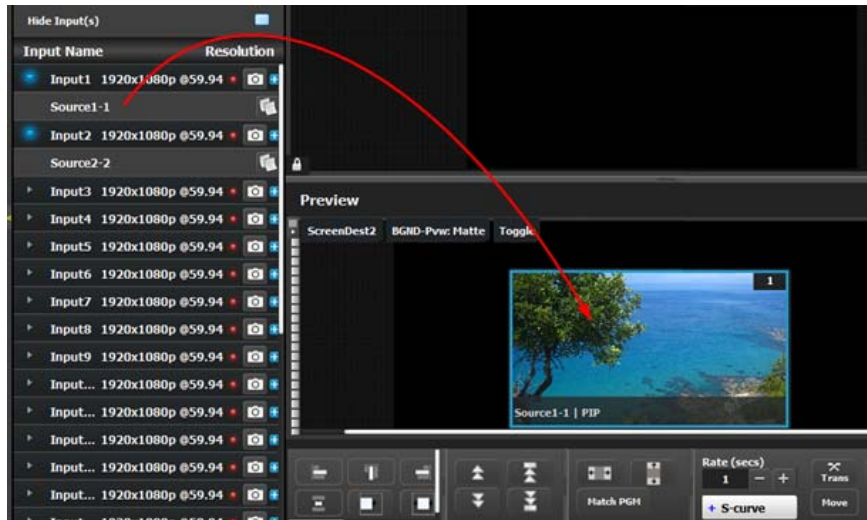 Hide Input(s)
Input Name Resolution
Input1 1920x1080p @59.94
Source1-1
Input2 1920x1080p @59.94
Source2-2
Input3 1920x1080p @59.94
Input4 1920x1080p @59.94
Input5 1920x1080p @59.94
Input6 1920x1080p @59.94
Input7 1920x1080p @59.94
Input8 1920x1080p @59.94
Input9 1920x1080p @59.94
Input... 1920x1080p @59.94
Input... 1920x1080p @59.94
Input... 1920x1080p @59.94
Input... 1920x1080p @59.94
Input... 1920x1080p @59.94
Input... 1920x1080p @59.94
Preview
ScreenDest2 BGND-Pvw: Matte Toggle
1
Source1-1 | PIP
Match PGM
Rate (secs)
1 - +
+ S-curve
Trans
Move